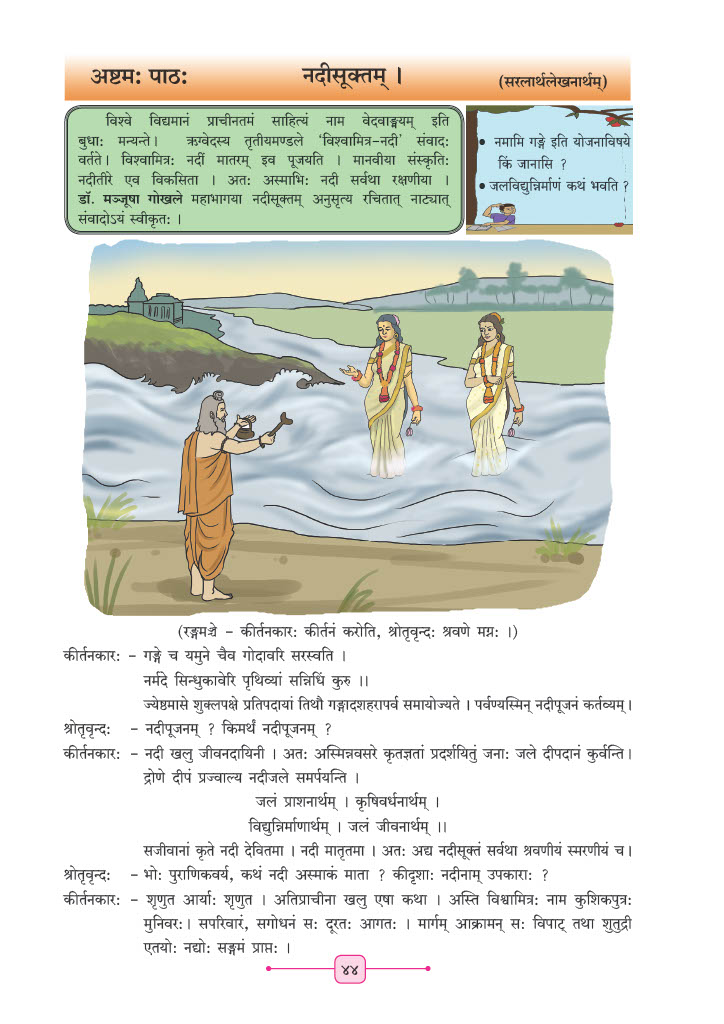 अष्टमः पाठः नदीसूक्तम् । (सरलार्थलेखनार्थम्)
विश्वे विद्यमानं प्राचीनतमं साहित्यं नाम वेदवाङ्मयम् इति
बुधाः मन्यन्ते। ऋग्वेदस्य तृतीयमण्डले ‘विश्वामित्र-नदी’ संवादः
वर्तते। विश्वामित्रः नदीं मातरम् इव पूजयति । मानवीया संस्कृतिः
नदीतीरे एव विकसिता । अतः अस्माभिः नदी सर्वथा रक्षणीया ।
डॉ. मञ्जूषा गोखले महाभागया नदीसूक्तम् अनुसृत्य रचितात् नाट्यात्
संवादोऽयं स्वीकृतः ।
• नमामि गङ्गे इति योजनाविषये
किं जानासि ?
• जलविद्युन्निर्माणं कथं भवति ?
(रङ्गमञ्चे - कीर्तनकारः कीर्तनं करोति, श्रोतृवृन्दः श्रवणे मग्नः ।)
कीर्तनकारः - गङ्गे च यमुने चैव गोदावरि सरस्वति ।
नर्मदे सिन्धुकावेरि पृथिव्यां सन्निधिं कुरु ।।
ज्येष्ठमासे शुक्लपक्षे प्रतिपदायां तिथौ गङ्गादशहरापर्व समायोज्यते । पर्वण्यस्मिन् नदीपूजनं कर्तव्यम्।
श्रोतृवृन्दः - नदीपूजनम् ? किमर्थं नदीपूजनम् ?
कीर्तनकारः - नदी खलु जीवनदायिनी । अतः अस्मिन्नवसरे कृतज्ञतां प्रदर्शयितुं जनाः जले दीपदानं कुर्वन्ति।
द्रोणे दीपं प्रज्वाल्य नदीजले समर्पयन्ति ।
जलं प्राशनार्थम् । कृषिवर्धनार्थम् ।
विद्युन्निर्माणार्थम् । जलं जीवनार्थम् ।।
सजीवानां कृते नदी देवितमा । नदी मातृतमा । अतः अद्य नदीसूक्तं सर्वथा श्रवणीयं स्मरणीयं च।
श्रोतृवृन्दः - भोः पुराणिकवर्य, कथं नदी अस्माकं माता ? कीदृशाः नदीनाम् उपकाराः ?
कीर्तनकारः - शृणुत आर्याः शृणुत । अतिप्राचीना खलु एषा कथा । अस्ति विश्वामित्रः नाम कुशिकपुत्रः
मुनिवरः। सपरिवारं, सगोधनं सः दूरतः आगतः । मार्गम् आक्रामन् सः विपाट् तथा शुतुद्री
एतयोः नद्योः सङ्गमं प्राप्तः ।
४४